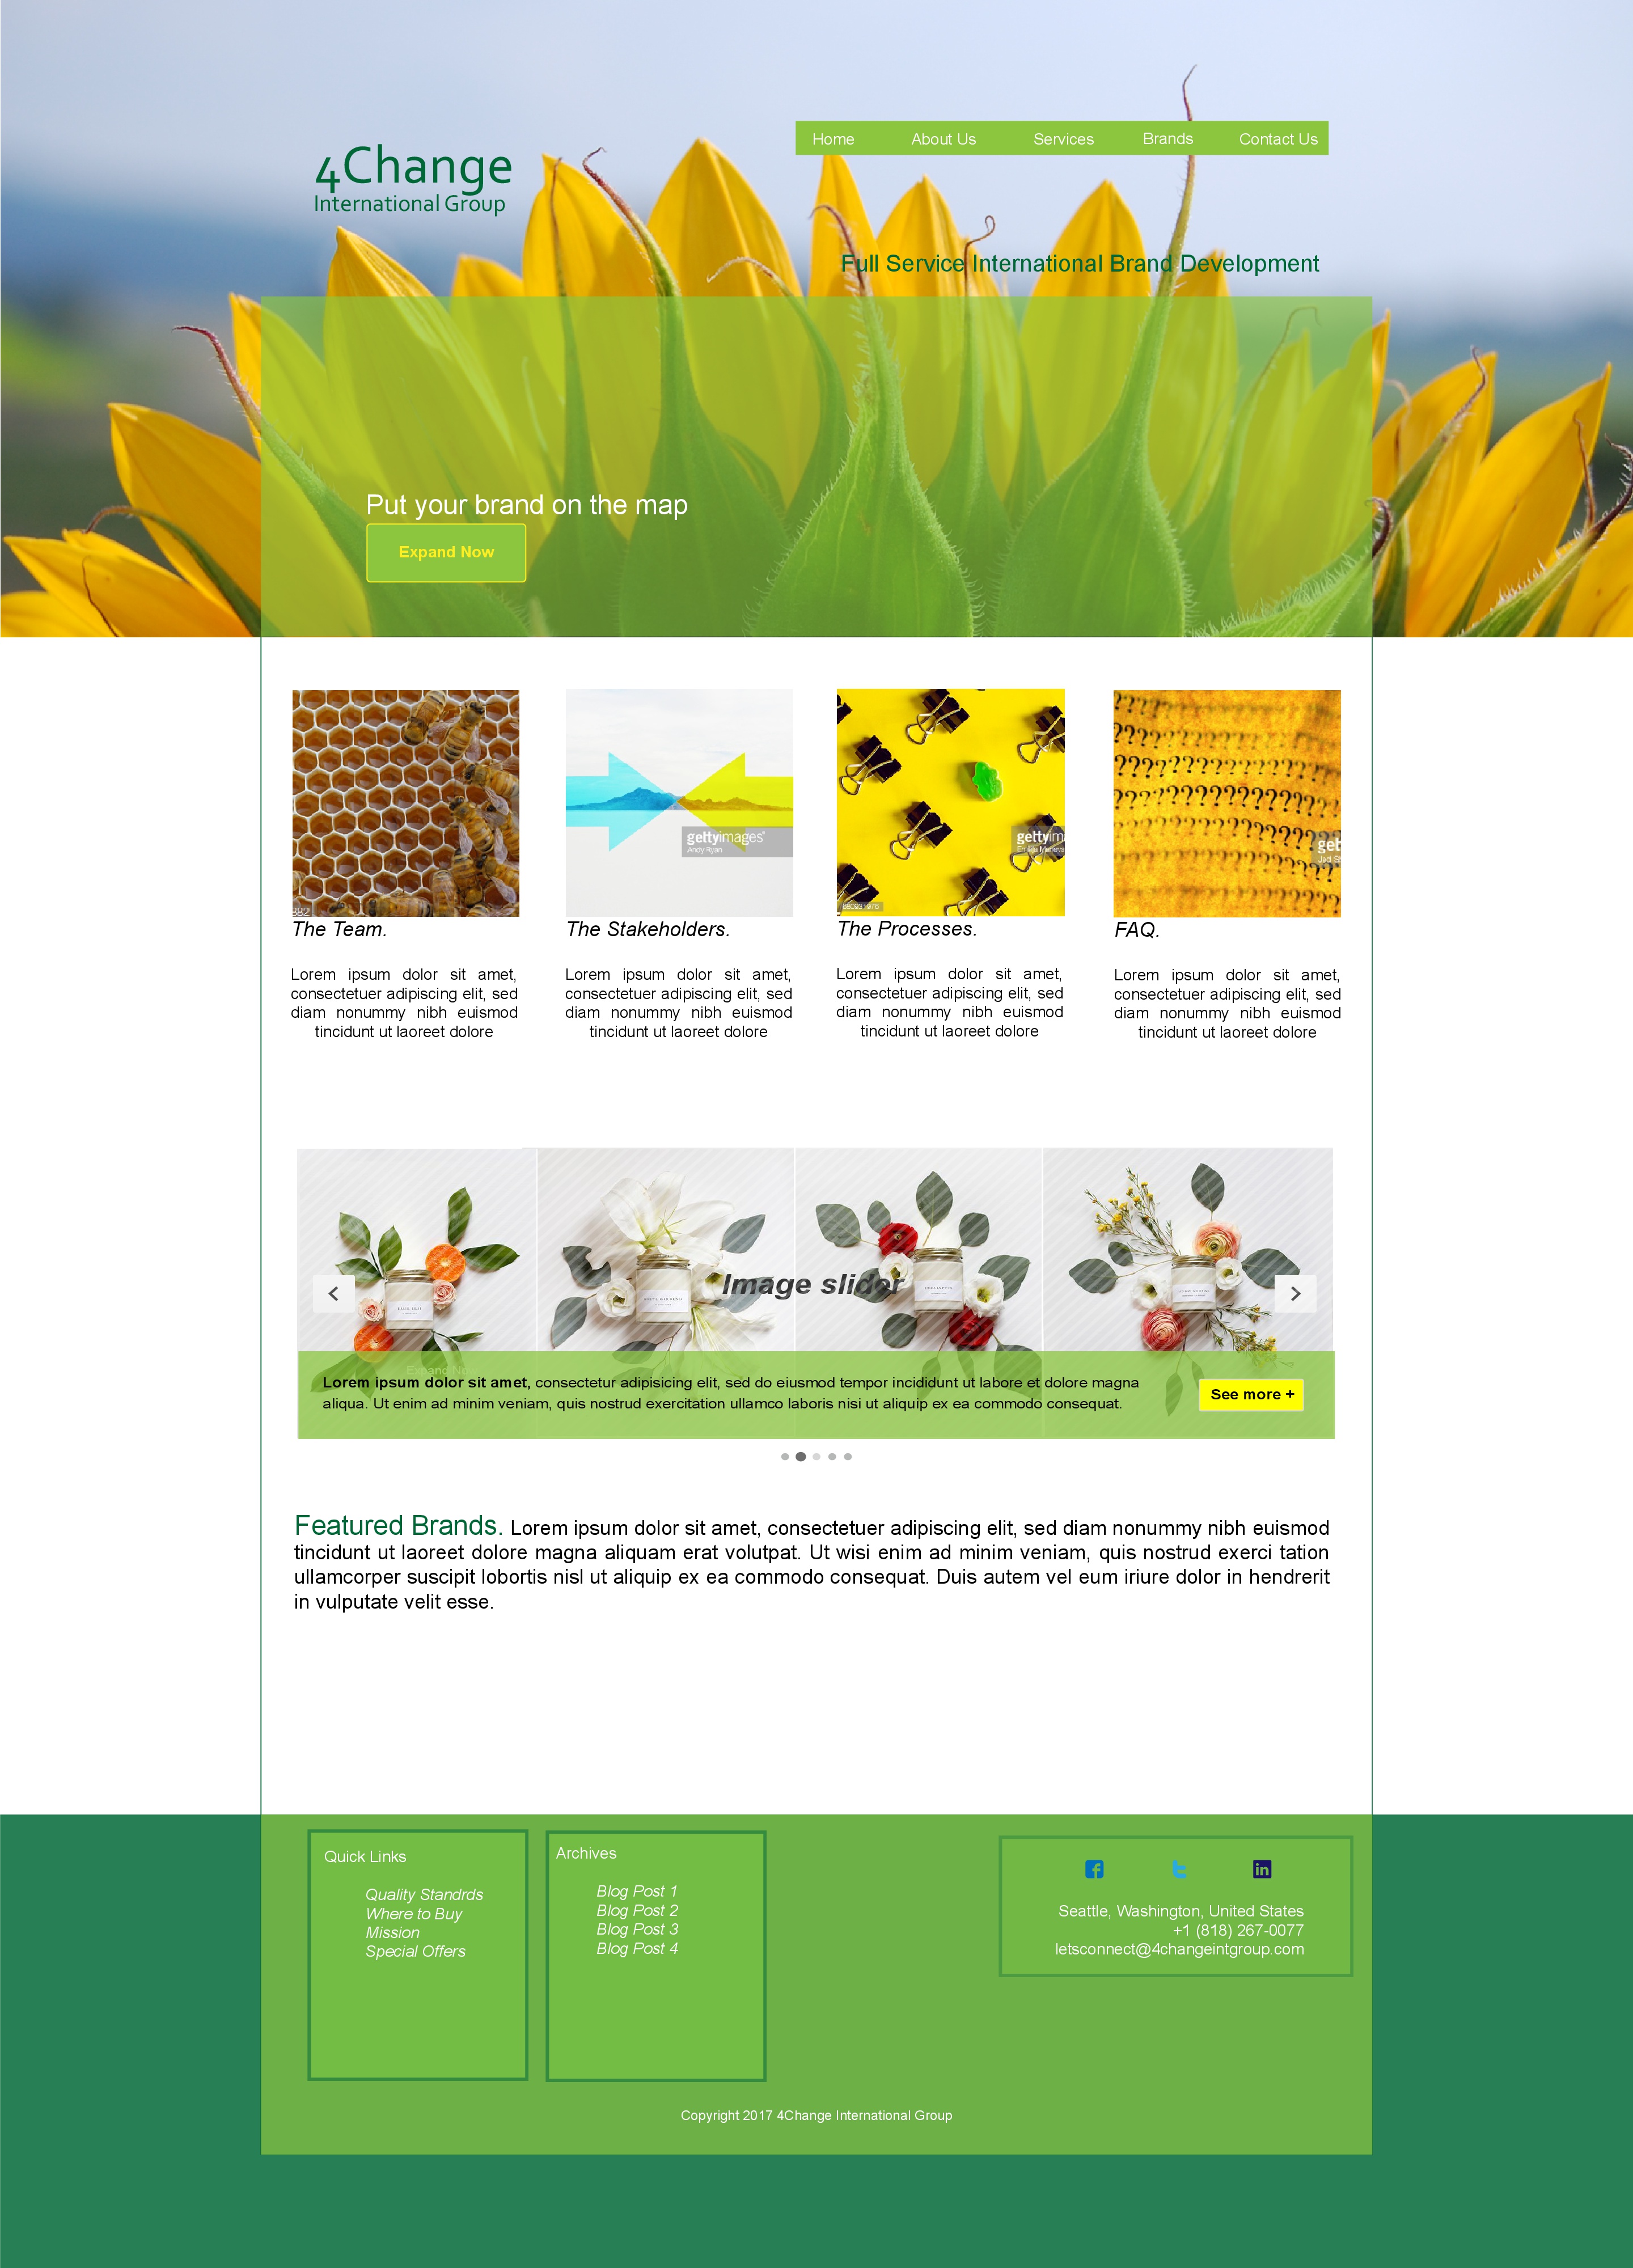 Home About Us Services Brands Contact Us
4Change
International Group
Full Service International Brand Development
Put your brand on the map
Expand Now
gettyimages®
Andy Ryan
The Team.
The Stakeholders.
The Processes.
FAQ.
Lorem ipsum dolor sit amet,
consectetuer adipiscing elit, sed
diam nonummy nibh euismod
tincidunt ut laoreet dolore
Lorem ipsum dolor sit amet,
consectetuer adipiscing elit, sed
diam nonummy nibh euismod
tincidunt ut laoreet dolore
Lorem ipsum dolor sit amet,
consectetuer adipiscing elit, sed
diam nonummy nibh euismod
tincidunt ut laoreet dolore
Lorem ipsum dolor sit amet,
consectetuer adipiscing elit, sed
diam nonummy nibh euismod
tincidunt ut laoreet dolore
Image slider
Expand Now
Lorem ipsum dolor sit amet, consectetur adipisicing elit, sed do eiusmod tempor incididunt ut labore et dolore magna
aliqua. Ut enim ad minim veniam, quis nostrud exercitation ullamco laboris nisi ut aliquip ex ea commodo consequat.
See more +
Featured Brands. Lorem ipsum dolor sit amet, consectetuer adipiscing elit, sed diam nonummy nibh euismod
tincidunt ut laoreet dolore magna aliquam erat volutpat. Ut wisi enim ad minim veniam, quis nostrud exerci tation
ullamcorper suscipit lobortis nisl ut aliquip ex ea commodo consequat. Duis autem vel eum iriure dolor in hendrerit
in vulputate velit esse.
Quick Links
Quality Standrds
Where to Buy
Mission
Special Offers
Archives
Blog Post 1
Blog Post 2
Blog Post 3
Blog Post 4
Seattle, Washington, United States
+1 (818) 267-0077
letsconnect@4changeintgroup.com
Copyright 2017 4Change International Group